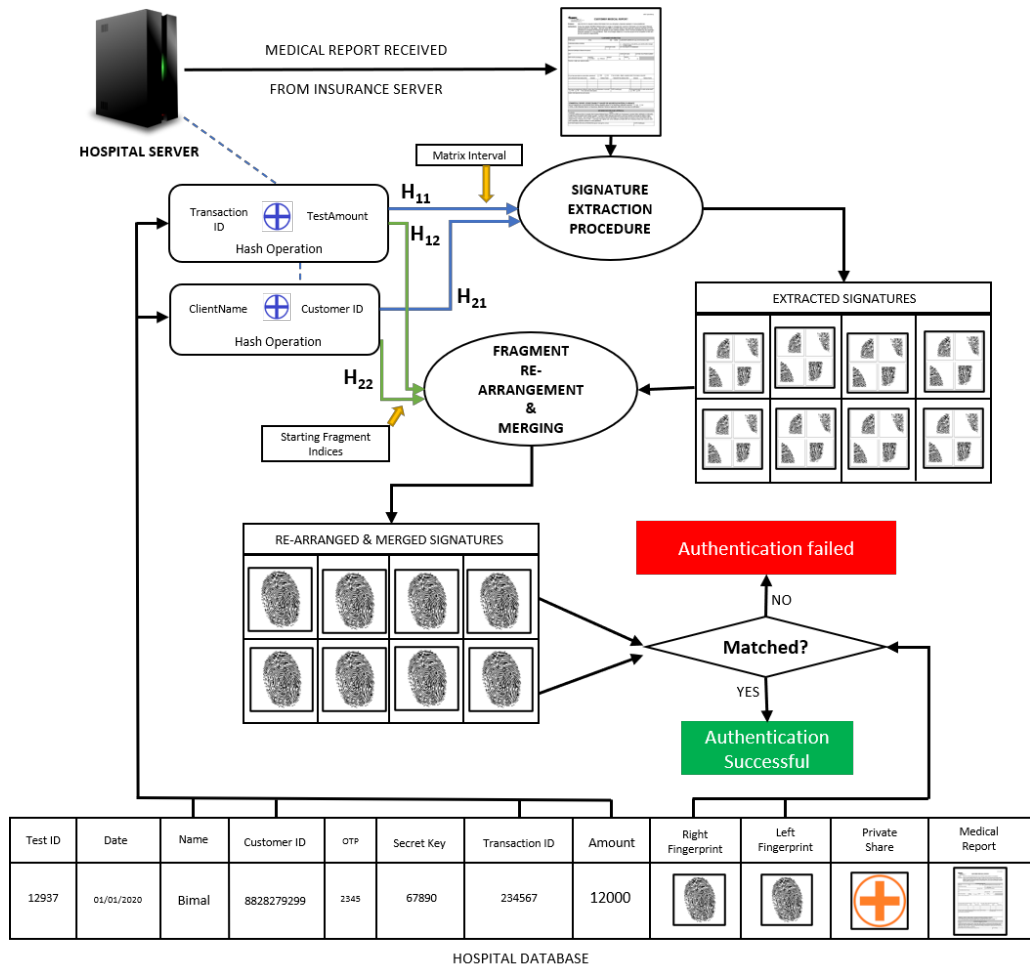 MEDICAL REPORT RECEIVED
FROM INSURANCE SERVER
HOSPITAL SERVER
Matrix Interval
SIGNATURE
EXTRACTION
PROCEDURE
H11
Transaction
ID
TestAmount
Hash Operation
H12
H21
ClientName
Customer ID
Hash Operation
H22
Starting Fragment
Indices
FRAGMENT
RE-
ARRANGEMENT
&
MERGING
EXTRACTED SIGNATURES
RE-ARRANGED & MERGED SIGNATURES
Authentication failed
NO
Matched?
YES
Authentication
Successful
Test ID
Date
Name
Customer ID
OTP
Secret Key
Transaction ID
Amount
Right
Fingerprint
Left
Fingerprint
Private
Share
Medical
Report
12937
01/01/2020
Bimal
8828279299
2345
67890
234567
12000
HOSPITAL DATABASE